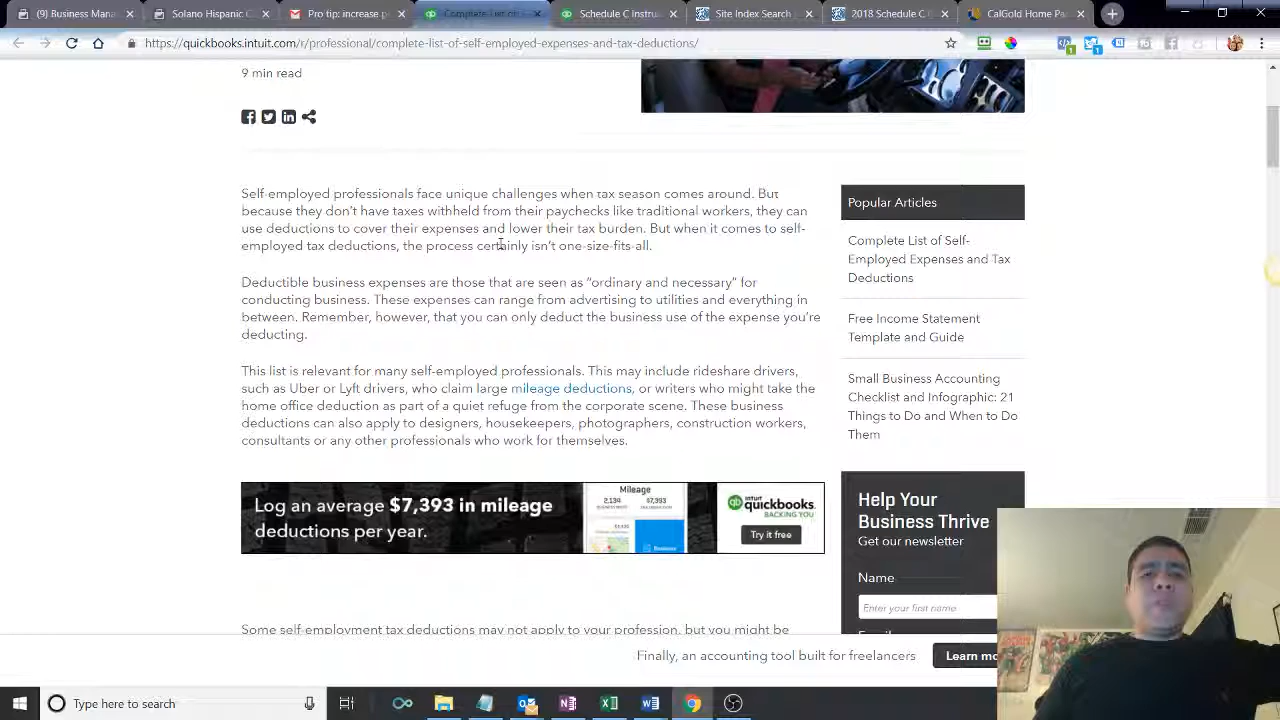 (9) Business Mana
Solano Hispanic C
Pro tip: increase p
Complete List of
Schedule C Instru
Site Index Search
2018 Schedule C (
CalGold Home Pa
https://quickbooks.intuit.com/r/professional/complete-list-of-self-employed-expenses-and-tax-deductions/
9 min read
Self-employed professionals face unique challenges when tax season comes around. But
because they don't have taxes withheld from their paychecks like traditional workers, they can
use deductions to cover their expenses and lower their tax burden. But when it comes to self-
employed tax deductions, the process certainly isn't one-size-fits-all.
Deductible business expenses are those that are seen as “ordinary and necessary” for
conducting business. These expenses can range from advertising to utilities and everything in
between. Remember, however, that you can only deduct the business use of the expense you're
deducting.
This list is relevant for many self-employed professionals. This may include rideshare drivers,
such as Uber or Lyft drivers, who claim large mileage deductions, or writers who might take the
home office deduction as part of a quiet refuge from the corporate scene. These business
deductions can also apply to designers, housekeepers, photographers, construction workers,
consultants or any other professionals who work for themselves.
Log an average $7,393 in mileage
deductions per year.
Mileage
2,134
$7,393
Business
intuit
quickbooks.
BACKING YOU
Try it free
Some self-employment tax deductions may not apply to your profession, but you might be
Popular Articles
Complete List of Self-
Employed Expenses and Tax
Deductions
Free Income Statement
Template and Guide
Small Business Accounting
Checklist and Infographic: 21
Things to Do and When to Do
Them
Help Your
Business Thrive
Get our newsletter
Name
Enter your first name
Finally, an accounting tool built for freelancers
Learn mo
Type here to search